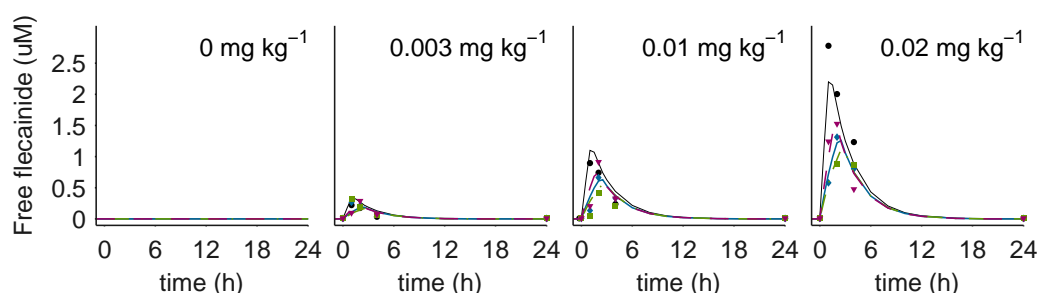 Free flecainide (uM)
0 mg kg⁻¹
0.003 mg kg⁻¹
0.01 mg kg⁻¹
0.02 mg kg⁻¹
2.5
2
1.5
1
0.5
0
0 6 12 18 24
0 6 12 18 24
0 6 12 18 24
0 6 12 18 24
time (h)
time (h)
time (h)
time (h)